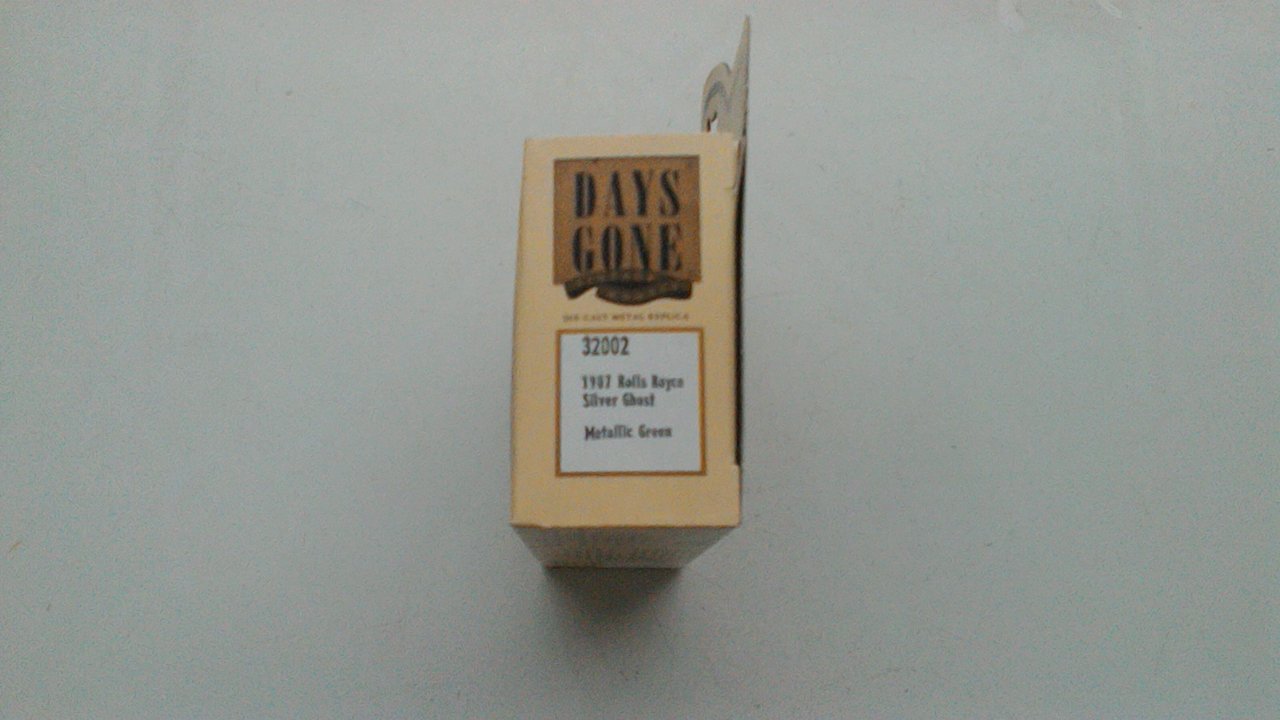 DAYS
GONE
DIE-CAST METAL REPLICA
32002
1907 Rolls Royce
Silver Ghost
Metallic Green